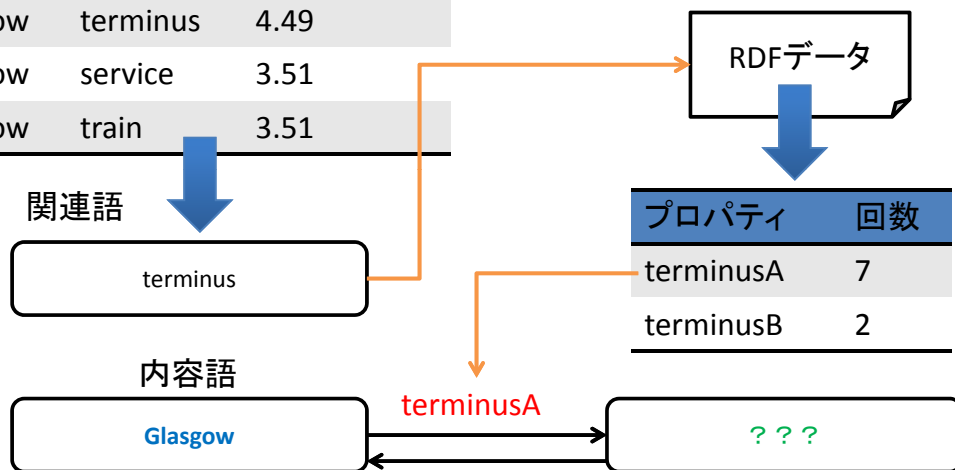 ow terminus 4.49
ow service 3.51
ow train 3.51
RDFデータ
関連語
terminus
プロパティ 回数
terminusA 7
terminusB 2
内容語
terminusA
Glasgow
？？？